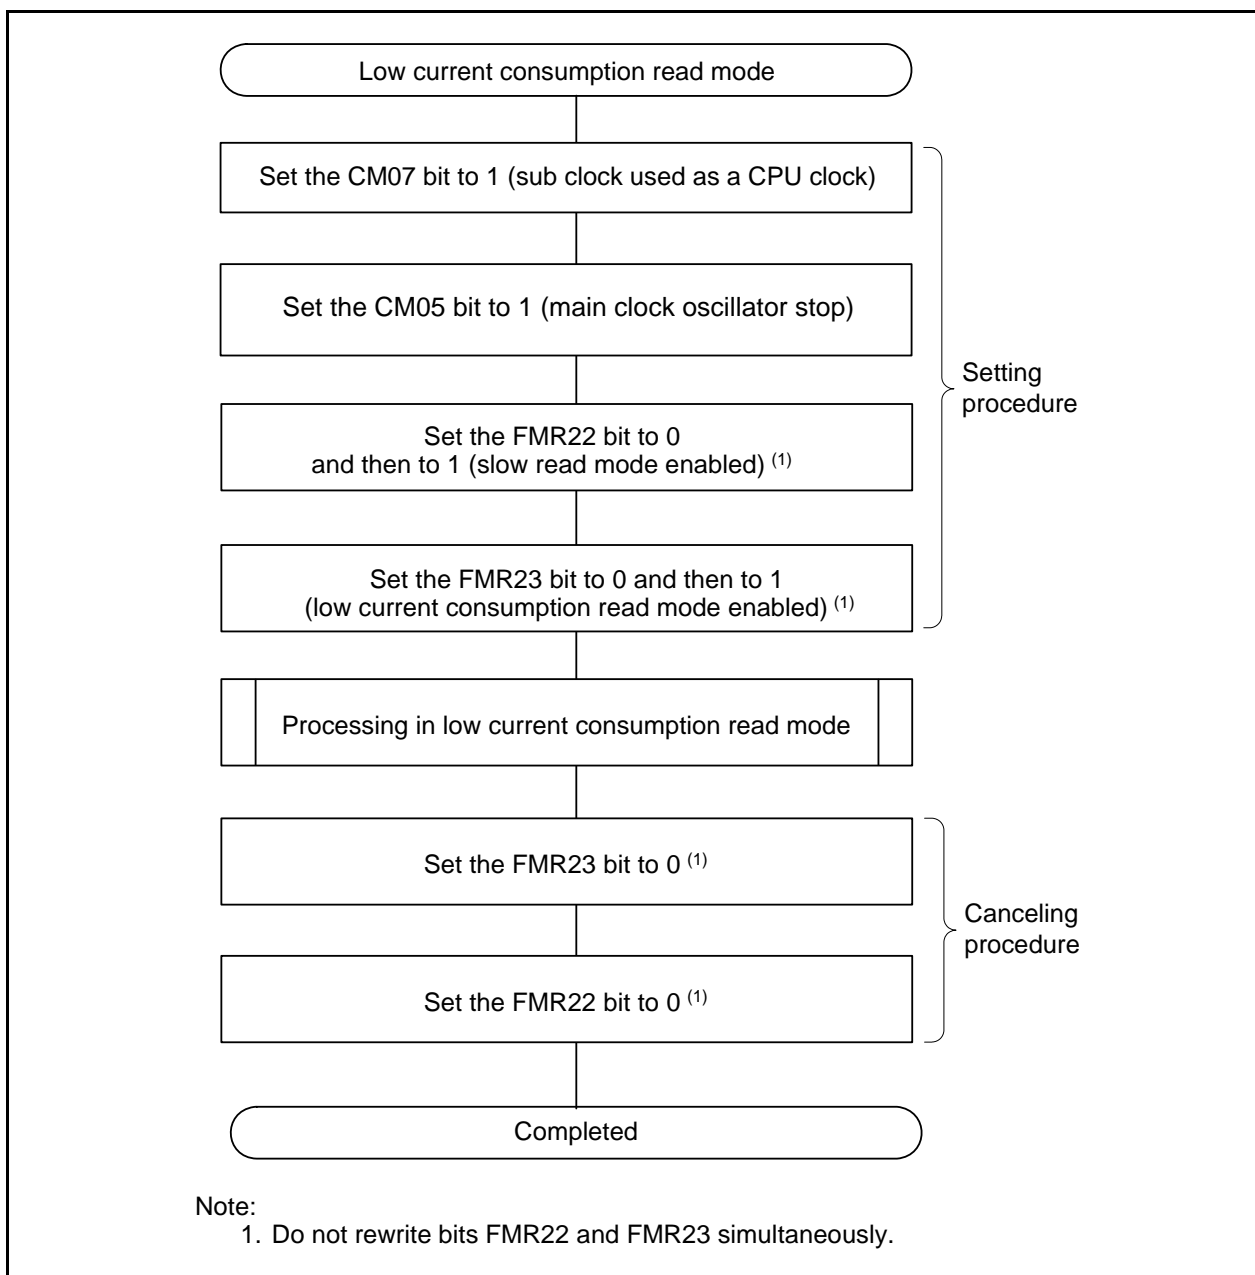 Low current consumption read mode
Set the CM07 bit to 1 (sub clock used as a CPU clock)
Set the CM05 bit to 1 (main clock oscillator stop)
Set the FMR22 bit to 0
and then to 1 (slow read mode enabled) (1)
Setting
procedure
Set the FMR23 bit to 0 and then to 1
(low current consumption read mode enabled) (1)
Processing in low current consumption read mode
Set the FMR23 bit to 0 (1)
Canceling
procedure
Set the FMR22 bit to 0 (1)
Completed
Note:
1. Do not rewrite bits FMR22 and FMR23 simultaneously.